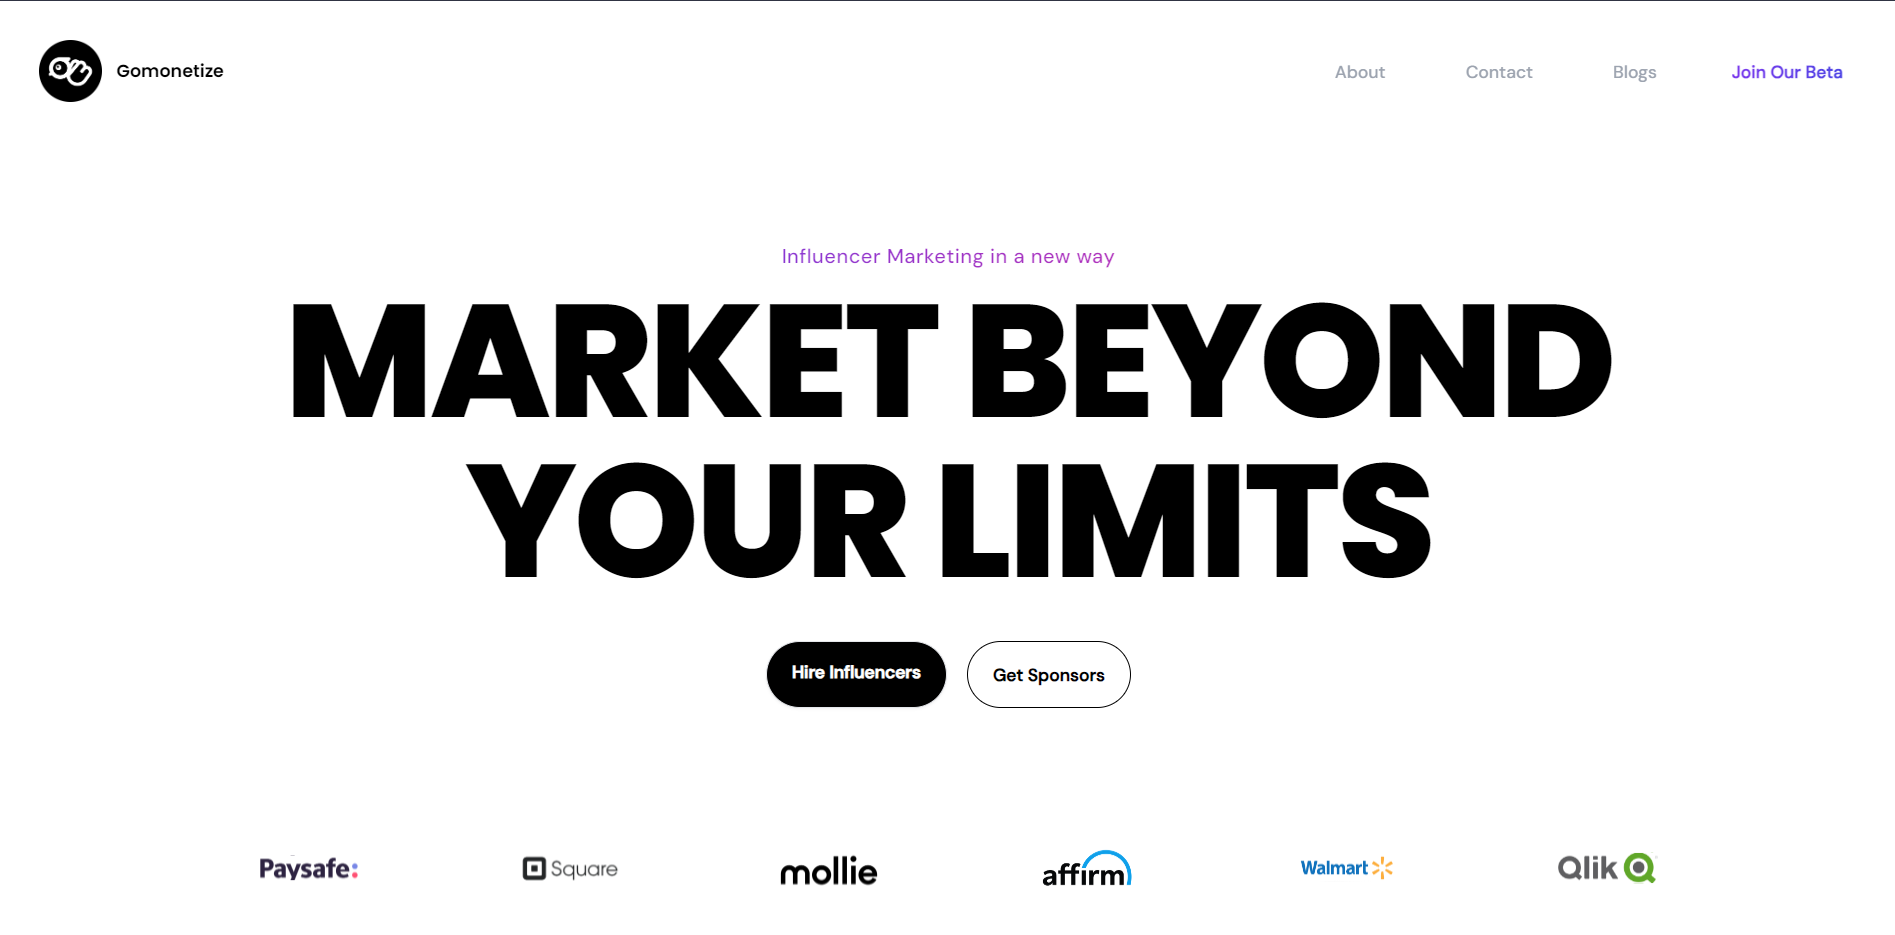 Gomonetize
About
Contact
Blogs
Join Our Beta
Influencer Marketing in a new way
MARKET BEYOND
YOUR LIMITS
Hire Influencers
Get Sponsors
Paysafe:
Square
mollie
affirm
Walmart
Qlik